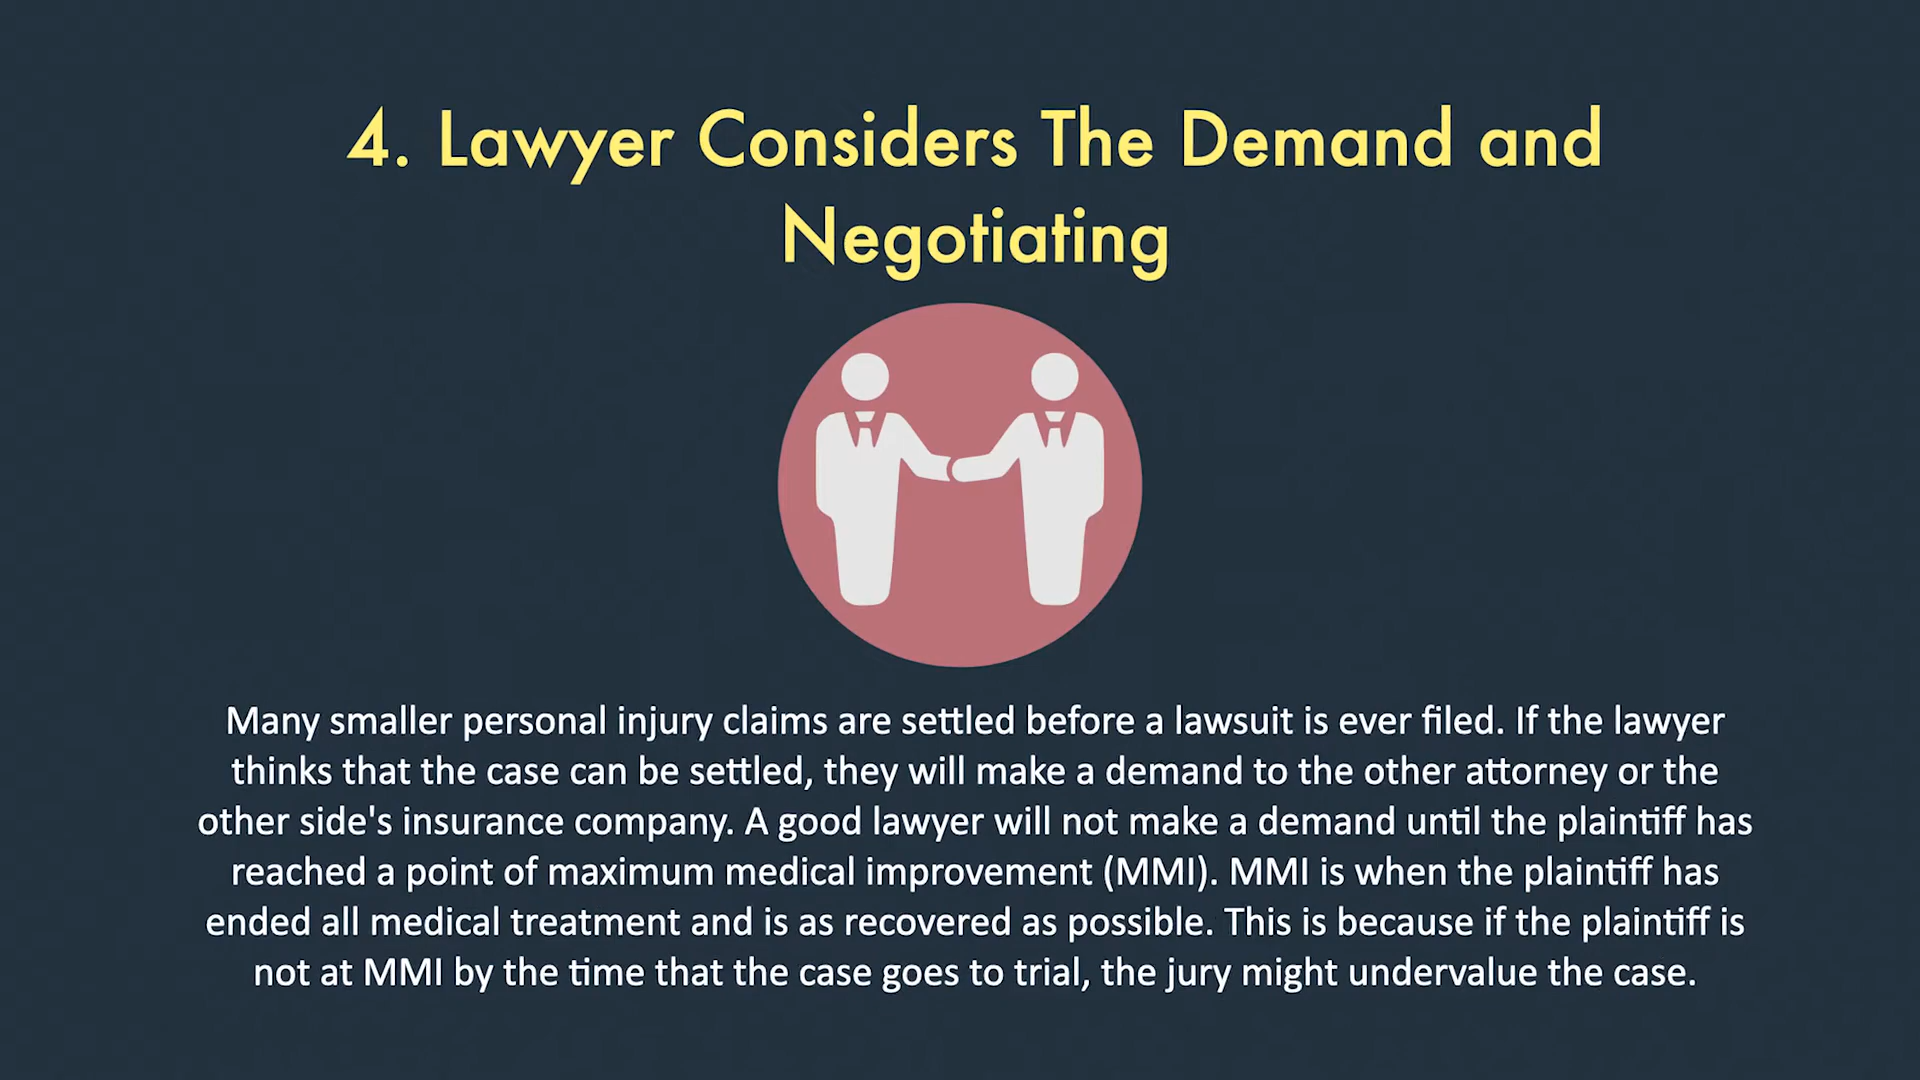 4. Lawyer Considers The Demand and
Negotiating
Many smaller personal injury claims are settled before a lawsuit is ever filed. If the lawyer
thinks that the case can be settled, they will make a demand to the other attorney or the
other side's insurance company. A good lawyer will not make a demand until the plaintiff has
reached a point of maximum medical improvement (MMI). MMI is when the plaintiff has
ended all medical treatment and is as recovered as possible. This is because if the plaintiff is
not at MMI by the time that the case goes to trial, the jury might undervalue the case.